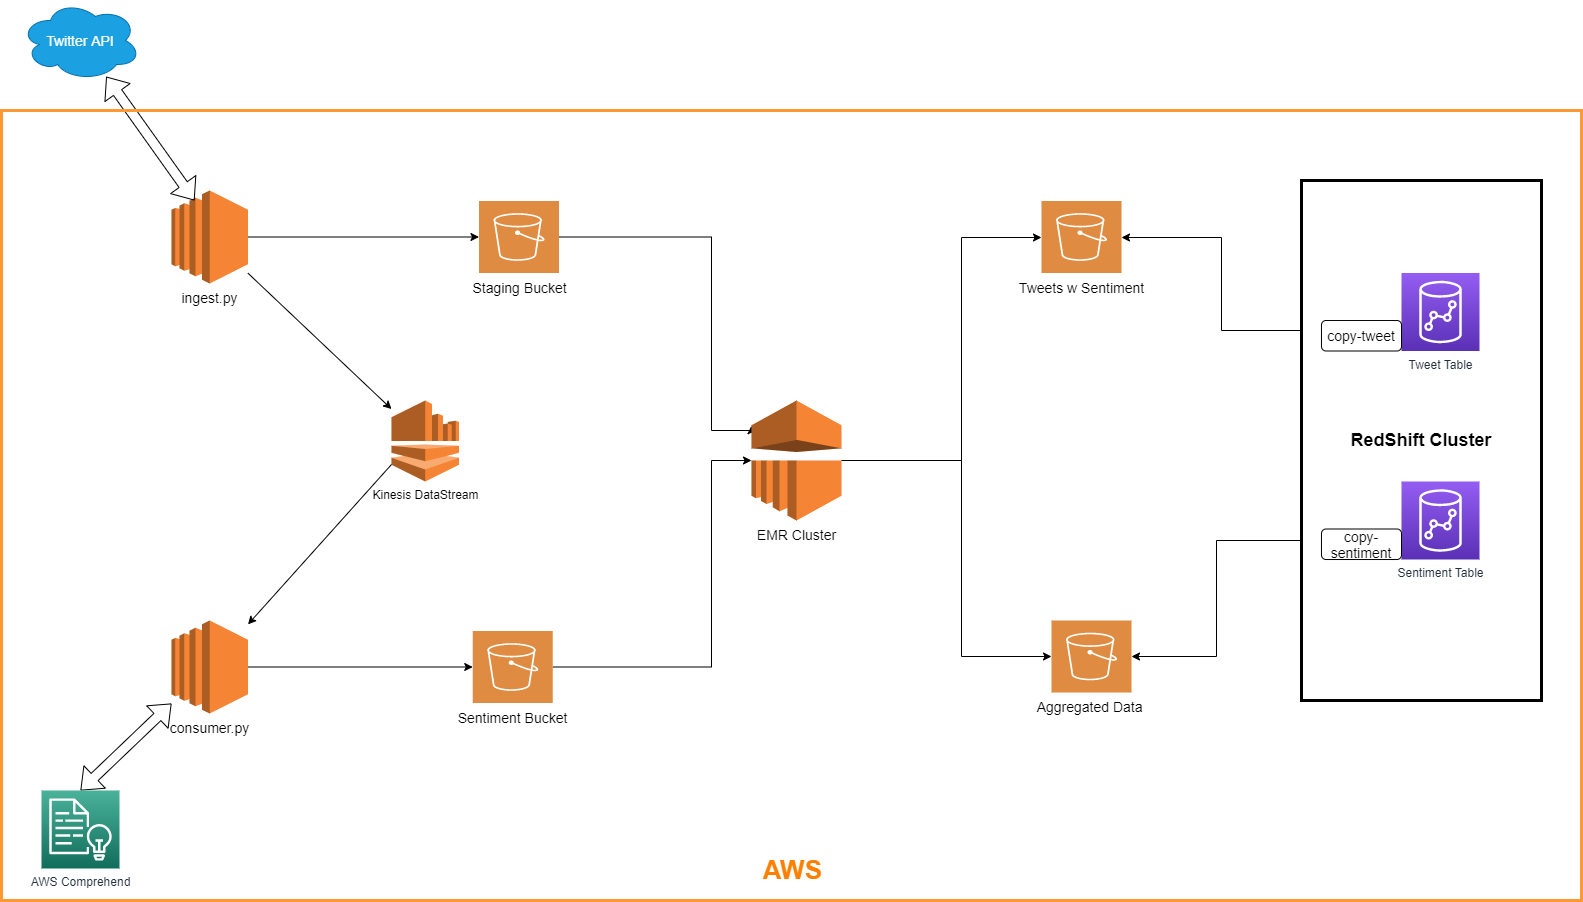 Twitter API
ingest.py
Staging Bucket
Tweets w Sentiment
copy-tweet
Tweet Table
RedShift Cluster
Kinesis DataStream
EMR Cluster
copy-
sentiment
Sentiment Table
consumer.py
Sentiment Bucket
Aggregated Data
AWS Comprehend
AWS